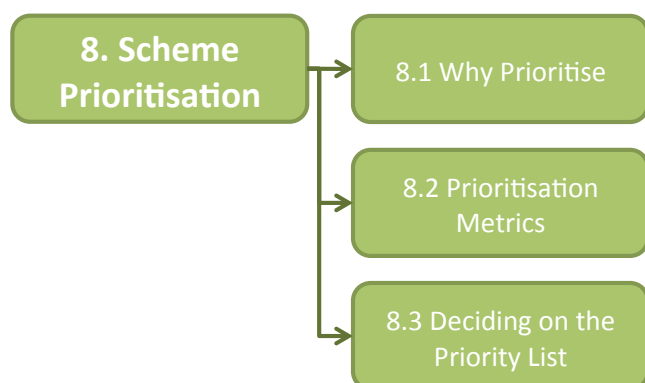 8. Scheme
Prioritisation
8.1 Why Prioritise
8.2 Prioritisation
Metrics
8.3 Deciding on the
Priority List